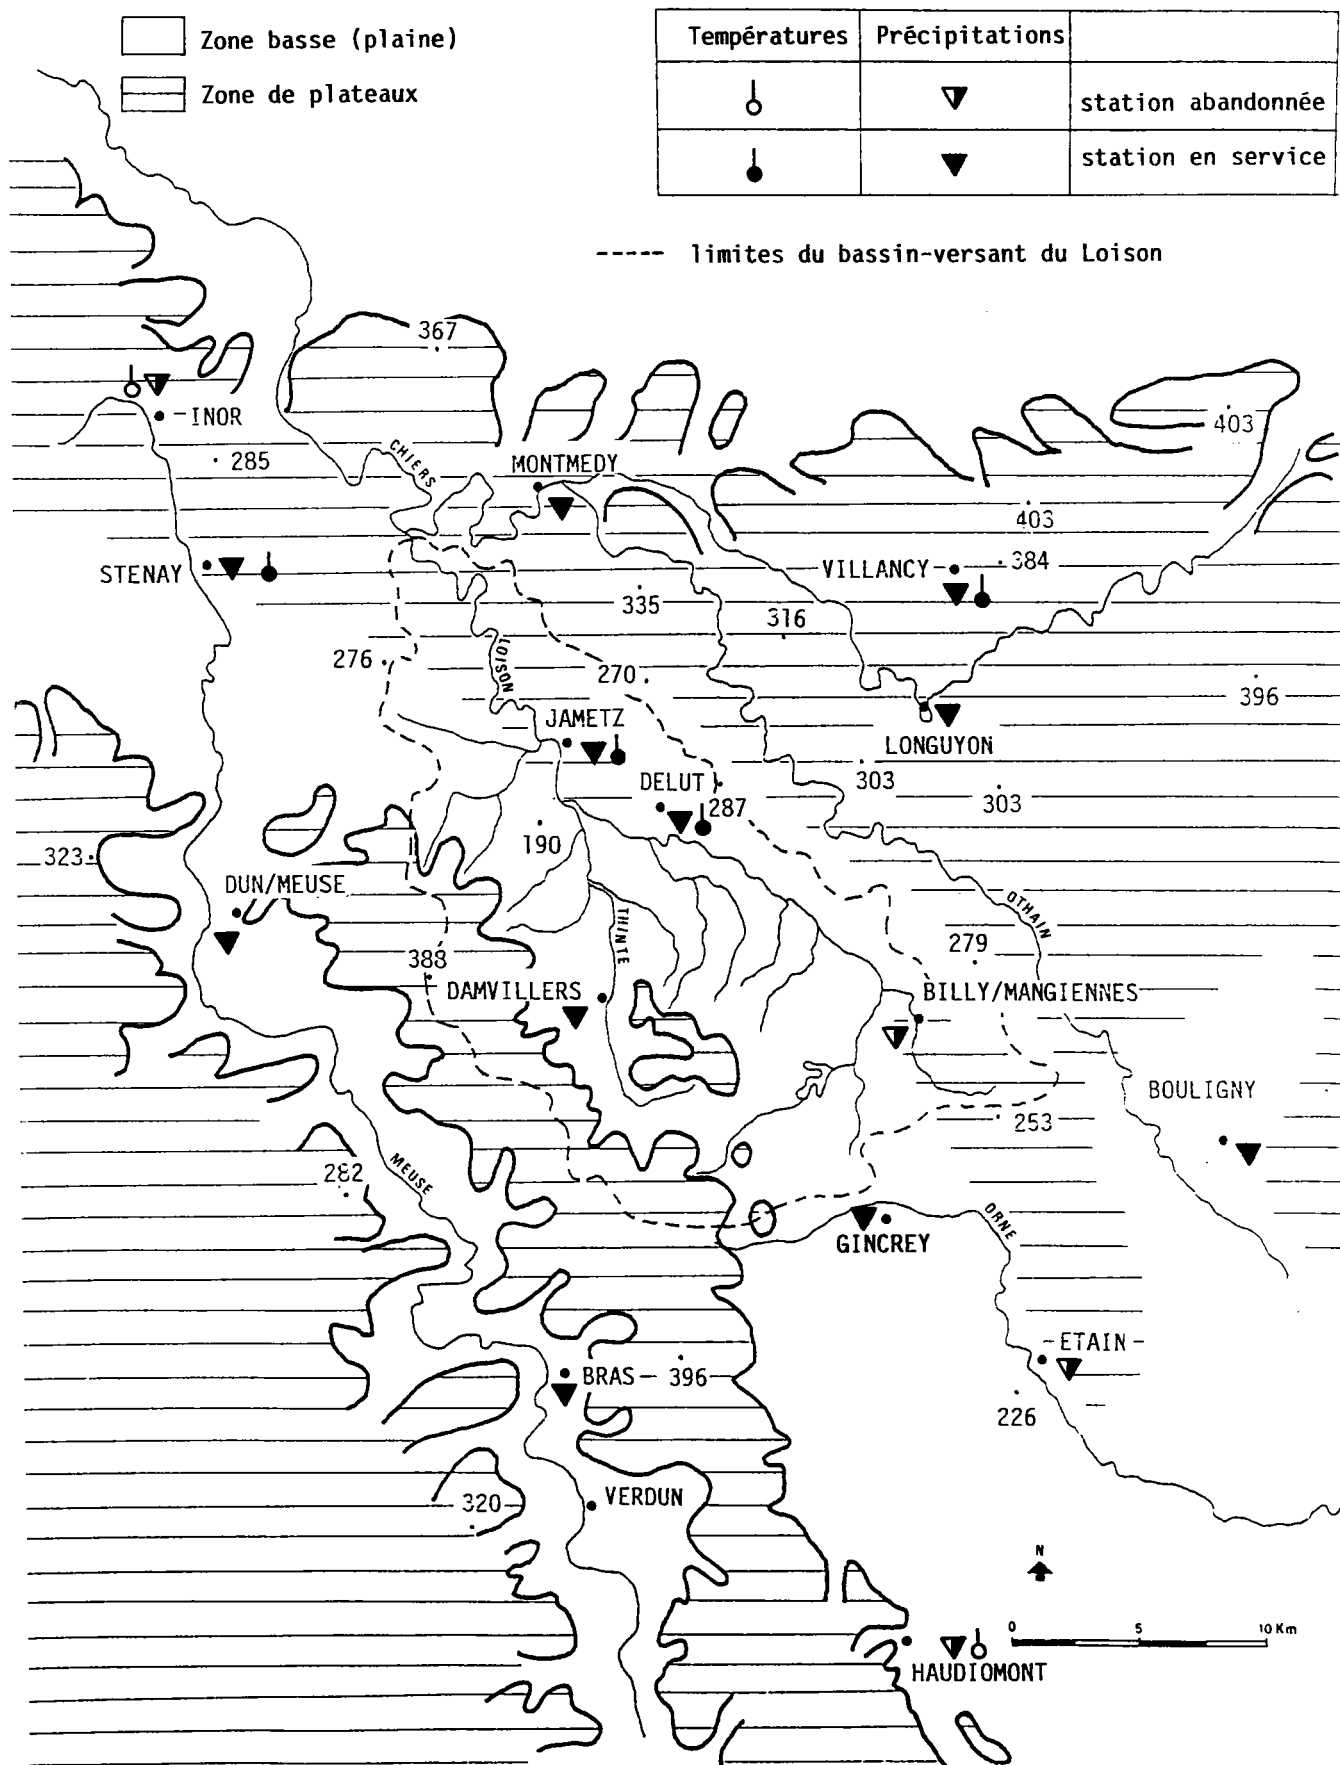 Zone basse (plaine)
Zone de plateaux
Températures Précipitations
station abandonnée
station en service
limites du bassin-versant du Loison
367
403
INOR
285
CHIERS
MONTMEDY
403
STENAY
VILLANCY
384
335
316
276
LOISON
270
396
JAMETZ
LONGUYON
DELUT
303
287
303
190
323
DUN/MEUSE
OTHAIN
THINTE
279
388
DAMVILLERS
BILLY/MANGIENNES
BOULIGNY
253
MEUSE
282
ORNE
GINCREY
ETAIN
BRAS
396
226
320
VERDUN
N
0 5 10 Km
HAUDIOMONT